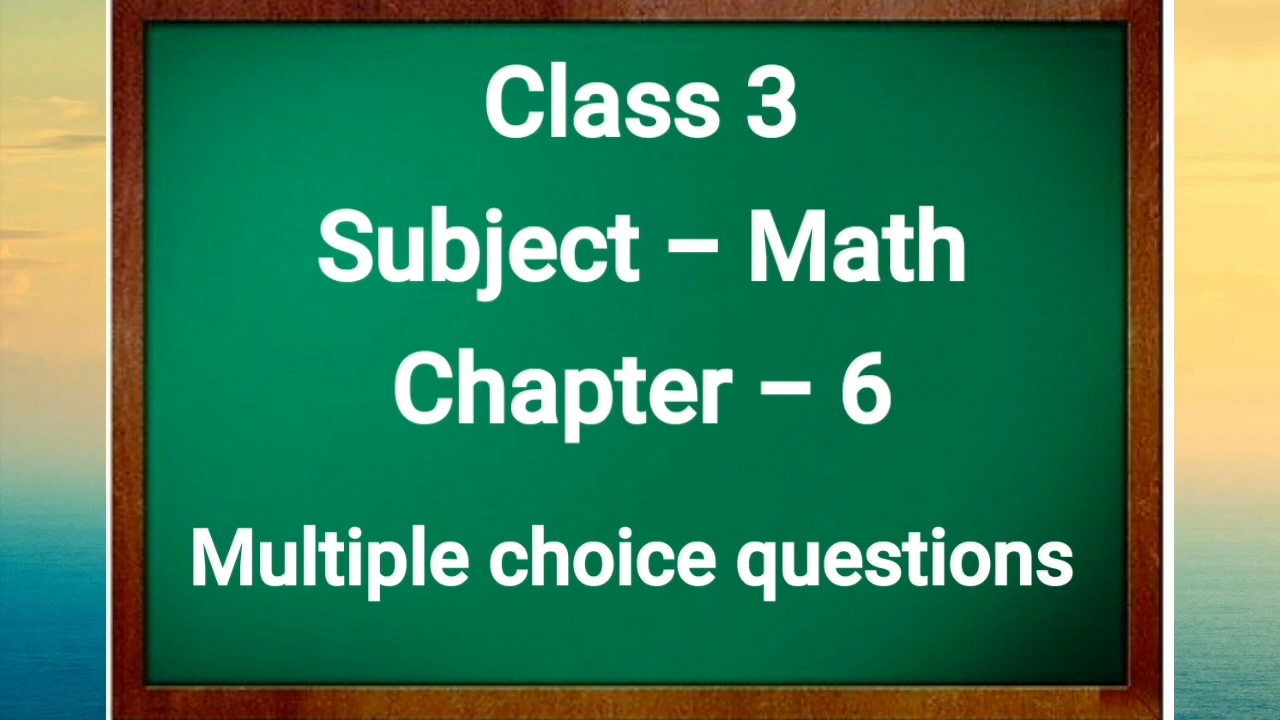 Class 3
Subject – Math
Chapter – 6
Multiple choice questions